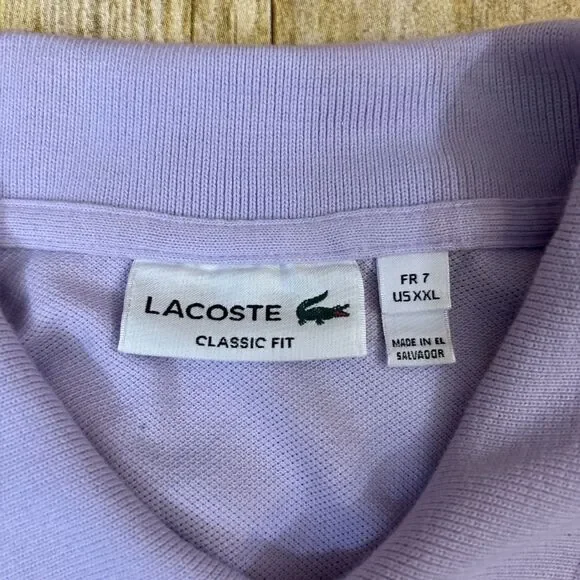 LACOSTE
CLASSIC FIT
FR 7
US XXL
MADE IN EL
SALVADOR